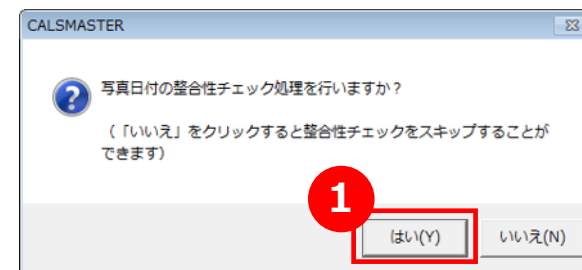 CALSMASTER
写真日付の整合性チェック処理を行いますか？
（「いいえ」をクリックすると整合性チェックをスキップすることが
できます）
1
はい(Y)
いいえ(N)